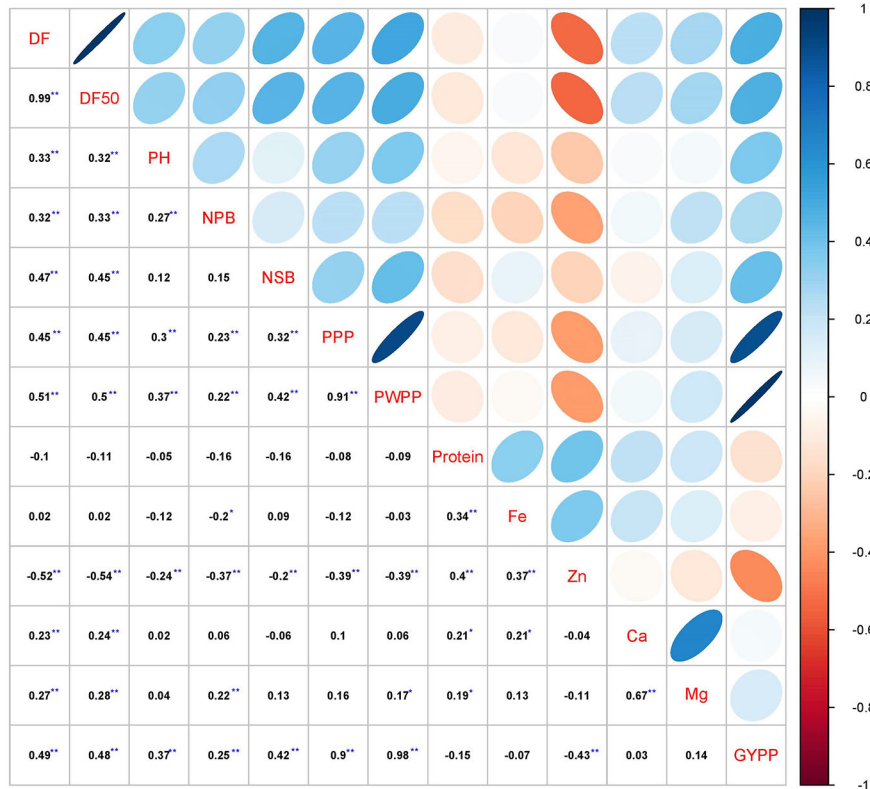 DF
0.99** DF50
0.33** 0.32** PH
0.32** 0.33** 0.27** NPB
0.47** 0.45** 0.12 0.15 NSB
0.45** 0.45** 0.3** 0.23** 0.32** PPP
0.51** 0.5** 0.37** 0.22** 0.42** 0.91** PWPP
-0.1 -0.11 -0.05 -0.16 -0.16 -0.08 -0.09 Protein
0.02 0.02 -0.12 -0.2* 0.09 -0.12 -0.03 0.34** Fe
-0.52** -0.54** -0.24** -0.37** -0.2** -0.39** -0.39** 0.4** 0.37** Zn
0.23** 0.24** 0.02 0.06 -0.06 0.1 0.06 0.21* 0.21* -0.04 Ca
0.27** 0.28** 0.04 0.22** 0.13 0.16 0.17* 0.19* 0.13 -0.11 0.67** Mg
0.49** 0.48** 0.37** 0.25** 0.42** 0.9** 0.98** -0.15 -0.07 -0.43** 0.03 0.14 GYPP
1
0.8
0.6
0.4
0.2
0
-0.2
-0.4
-0.6
-0.8
-1